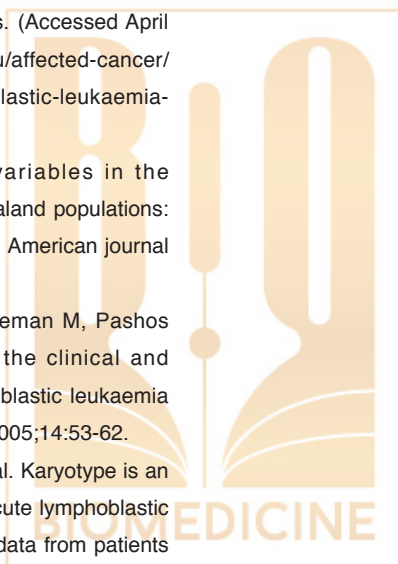 s. (Accessed April
u/affected-cancer/
lastic-leukaemia-
variables in the
aland populations:
American journal
eman M, Pashos
the clinical and
blastic leukaemia
005;14:53-62.
al. Karyotype is an
cute lymphoblastic
data from patients
BIO
BIOMEDICINE